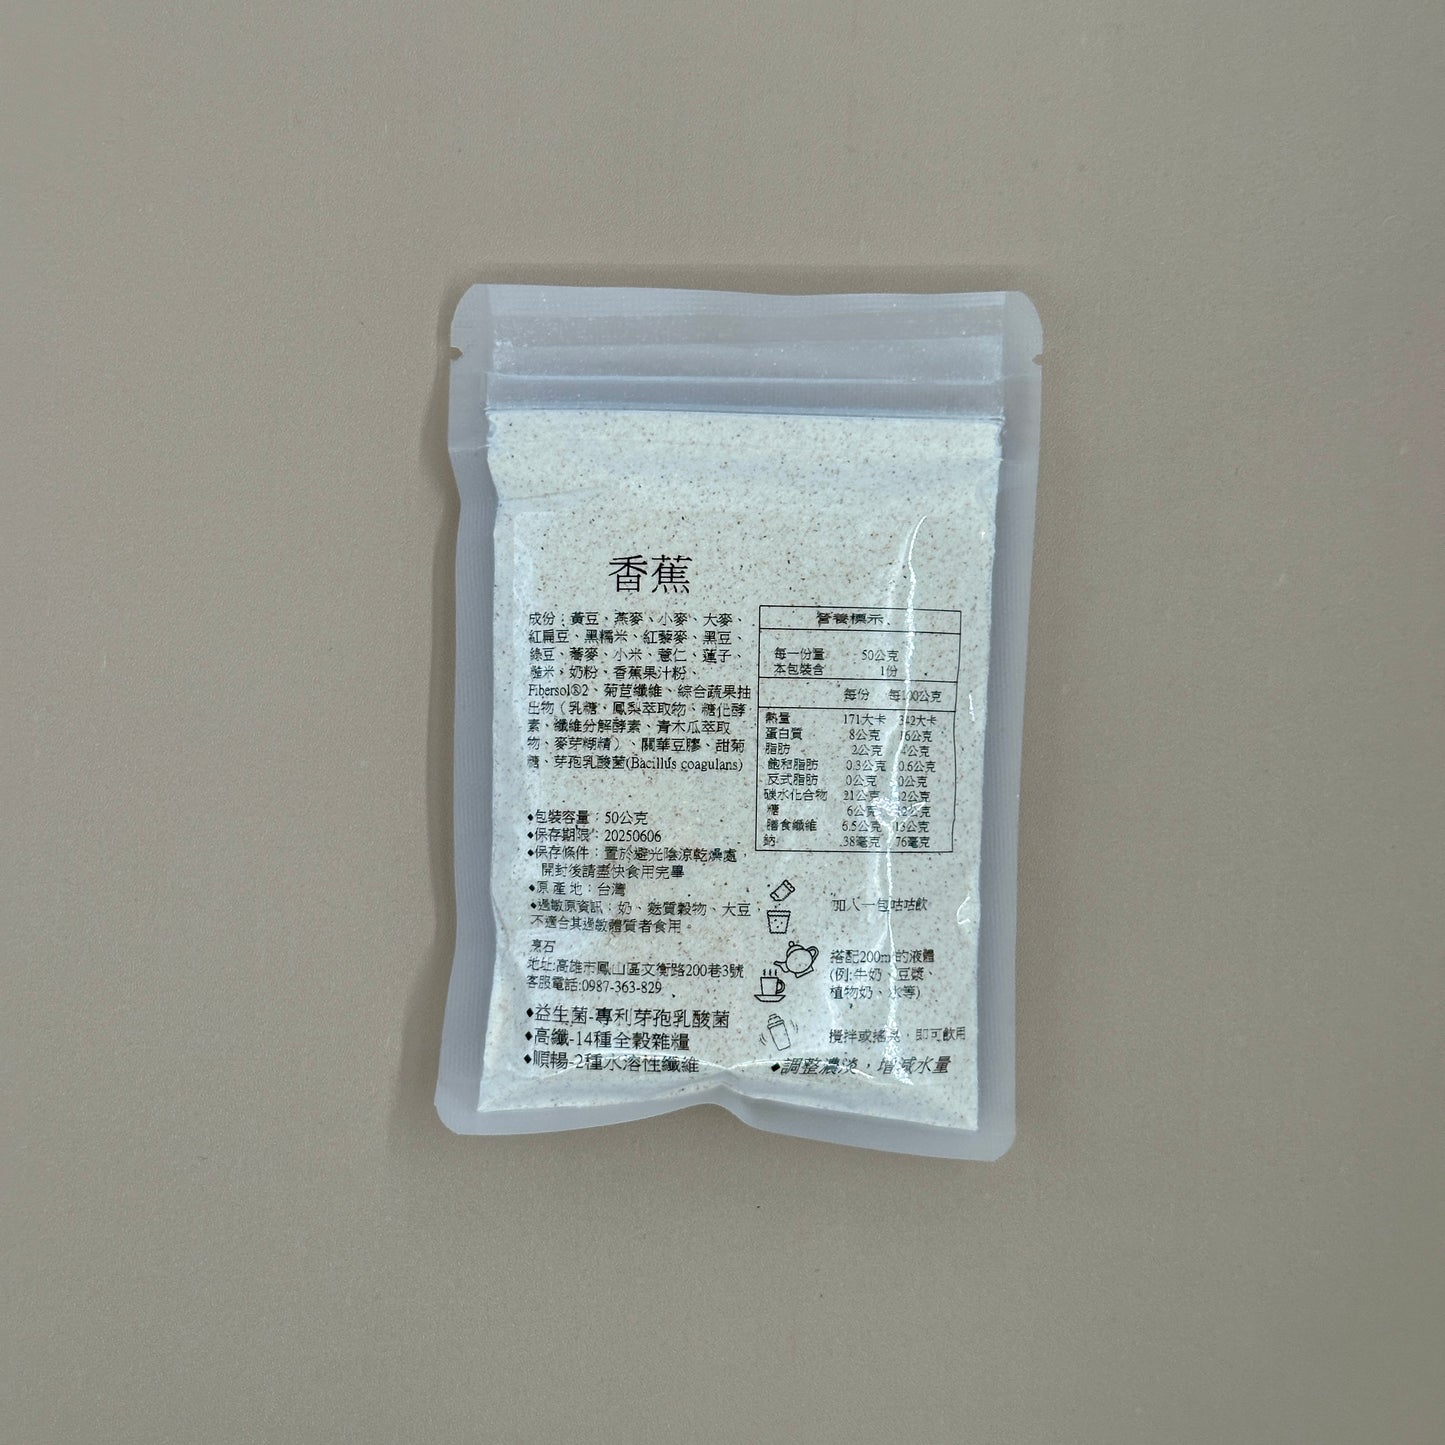 香蕉
成份：黃豆、燕麥、小麥、大麥、
紅扁豆、黑糯米、紅藜麥、黑豆、
綠豆、蕎麥、小米、薏仁、蓮子、
糙米、奶粉、香蕉果汁粉、
Fibersol®2、菊苣纖維、綜合蔬果抽
出物（乳糖、鳳梨萃取物、糖化酵
素、纖維分解酵素、青木瓜萃取
物、麥芽糊精）、關華豆膠、甜菊
糖、芽孢乳酸菌(Bacillus coagulans)
◆包裝容量：50公克
◆保存期限：20250606
◆保存條件：置於避光陰涼乾燥處，
開封後請盡快食用完畢
◆原產地：台灣
◆過敏原資訊：奶、麩質穀物、大豆，
不適合其過敏體質者食用。
烹石
地址:高雄市鳳山區文衡路200巷3號
客服電話:0987-363-829
◆益生菌-專利芽孢乳酸菌
◆高纖-14種全穀雜糧
◆順暢-2種水溶性纖維
營養標示
每一份量 50公克
本包裝含 1份
每份 每100公克
熱量 171大卡 342大卡
蛋白質 8公克 16公克
脂肪 2公克 4公克
飽和脂肪 0.3公克 0.6公克
反式脂肪 0公克 0公克
碳水化合物 21公克 42公克
糖 6公克 12公克
膳食纖維 6.5公克 13公克
鈉 38毫克 76毫克
加入一包咕咕飲
搭配200ml的液體
(例:牛奶、豆漿、
植物奶、水等)
攪拌或搖晃，即可飲用
◆調整濃淡，增減水量